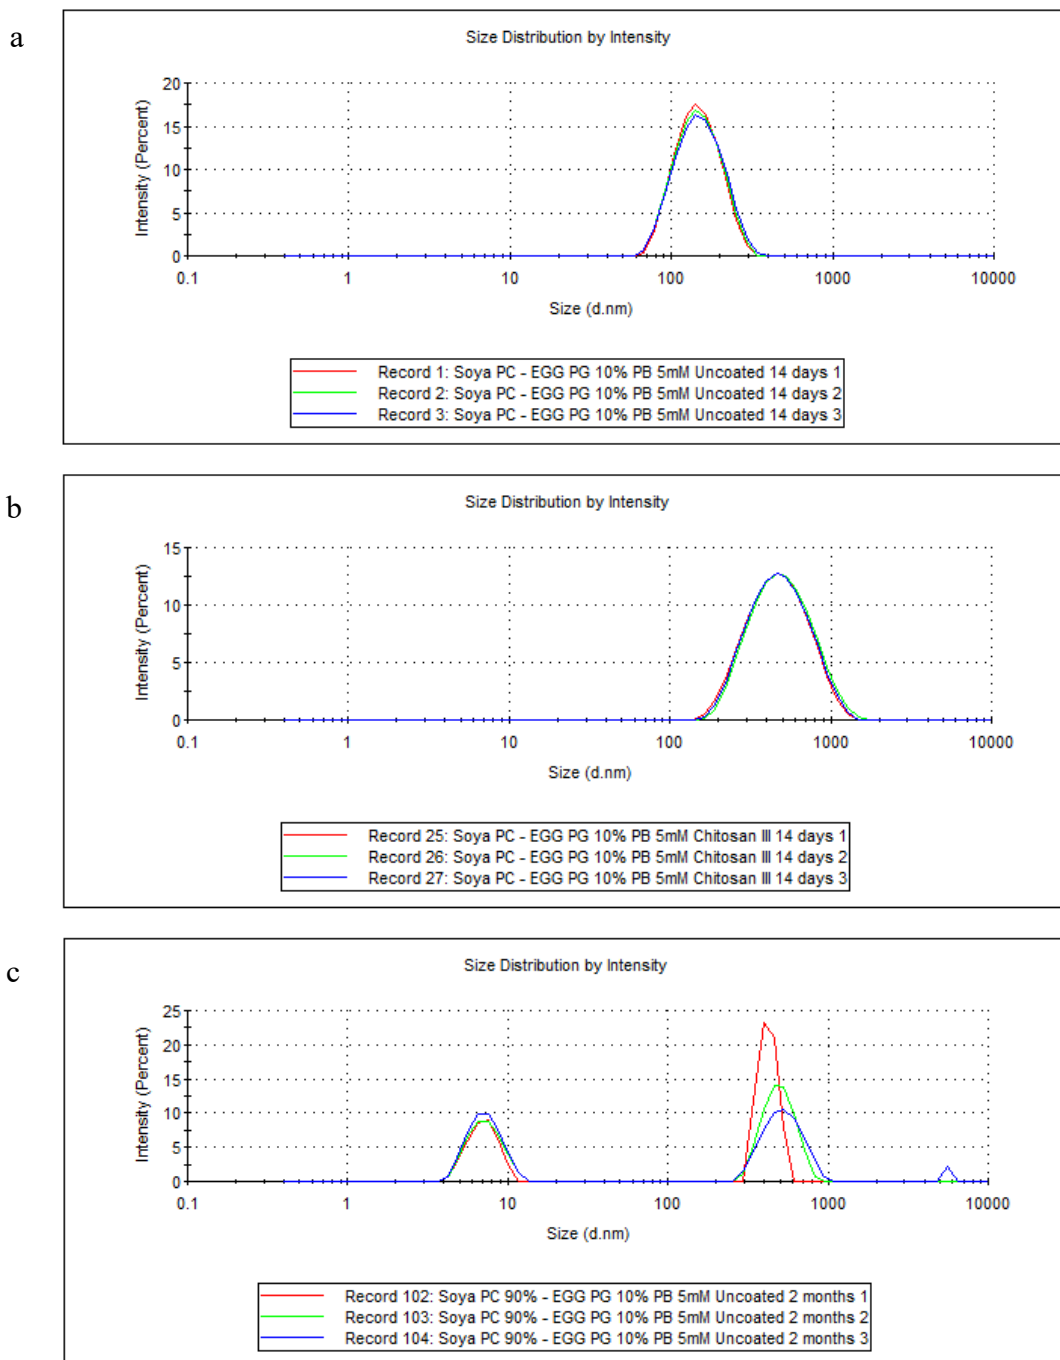 a
Size Distribution by Intensity
20
15
10
5
0
Intensity (Percent)
0.1 1 10 100 1000 10000
Size (d.nm)
Record 1: Soya PC - EGG PG 10% PB 5mM Uncoated 14 days 1
Record 2: Soya PC - EGG PG 10% PB 5mM Uncoated 14 days 2
Record 3: Soya PC - EGG PG 10% PB 5mM Uncoated 14 days 3
b
Size Distribution by Intensity
15
10
5
0
Intensity (Percent)
0.1 1 10 100 1000 10000
Size (d.nm)
Record 25: Soya PC - EGG PG 10% PB 5mM Chitosan III 14 days 1
Record 26: Soya PC - EGG PG 10% PB 5mM Chitosan III 14 days 2
Record 27: Soya PC - EGG PG 10% PB 5mM Chitosan III 14 days 3
c
Size Distribution by Intensity
25
20
15
10
5
0
Intensity (Percent)
0.1 1 10 100 1000 10000
Size (d.nm)
Record 102: Soya PC 90% - EGG PG 10% PB 5mM Uncoated 2 months 1
Record 103: Soya PC 90% - EGG PG 10% PB 5mM Uncoated 2 months 2
Record 104: Soya PC 90% - EGG PG 10% PB 5mM Uncoated 2 months 3